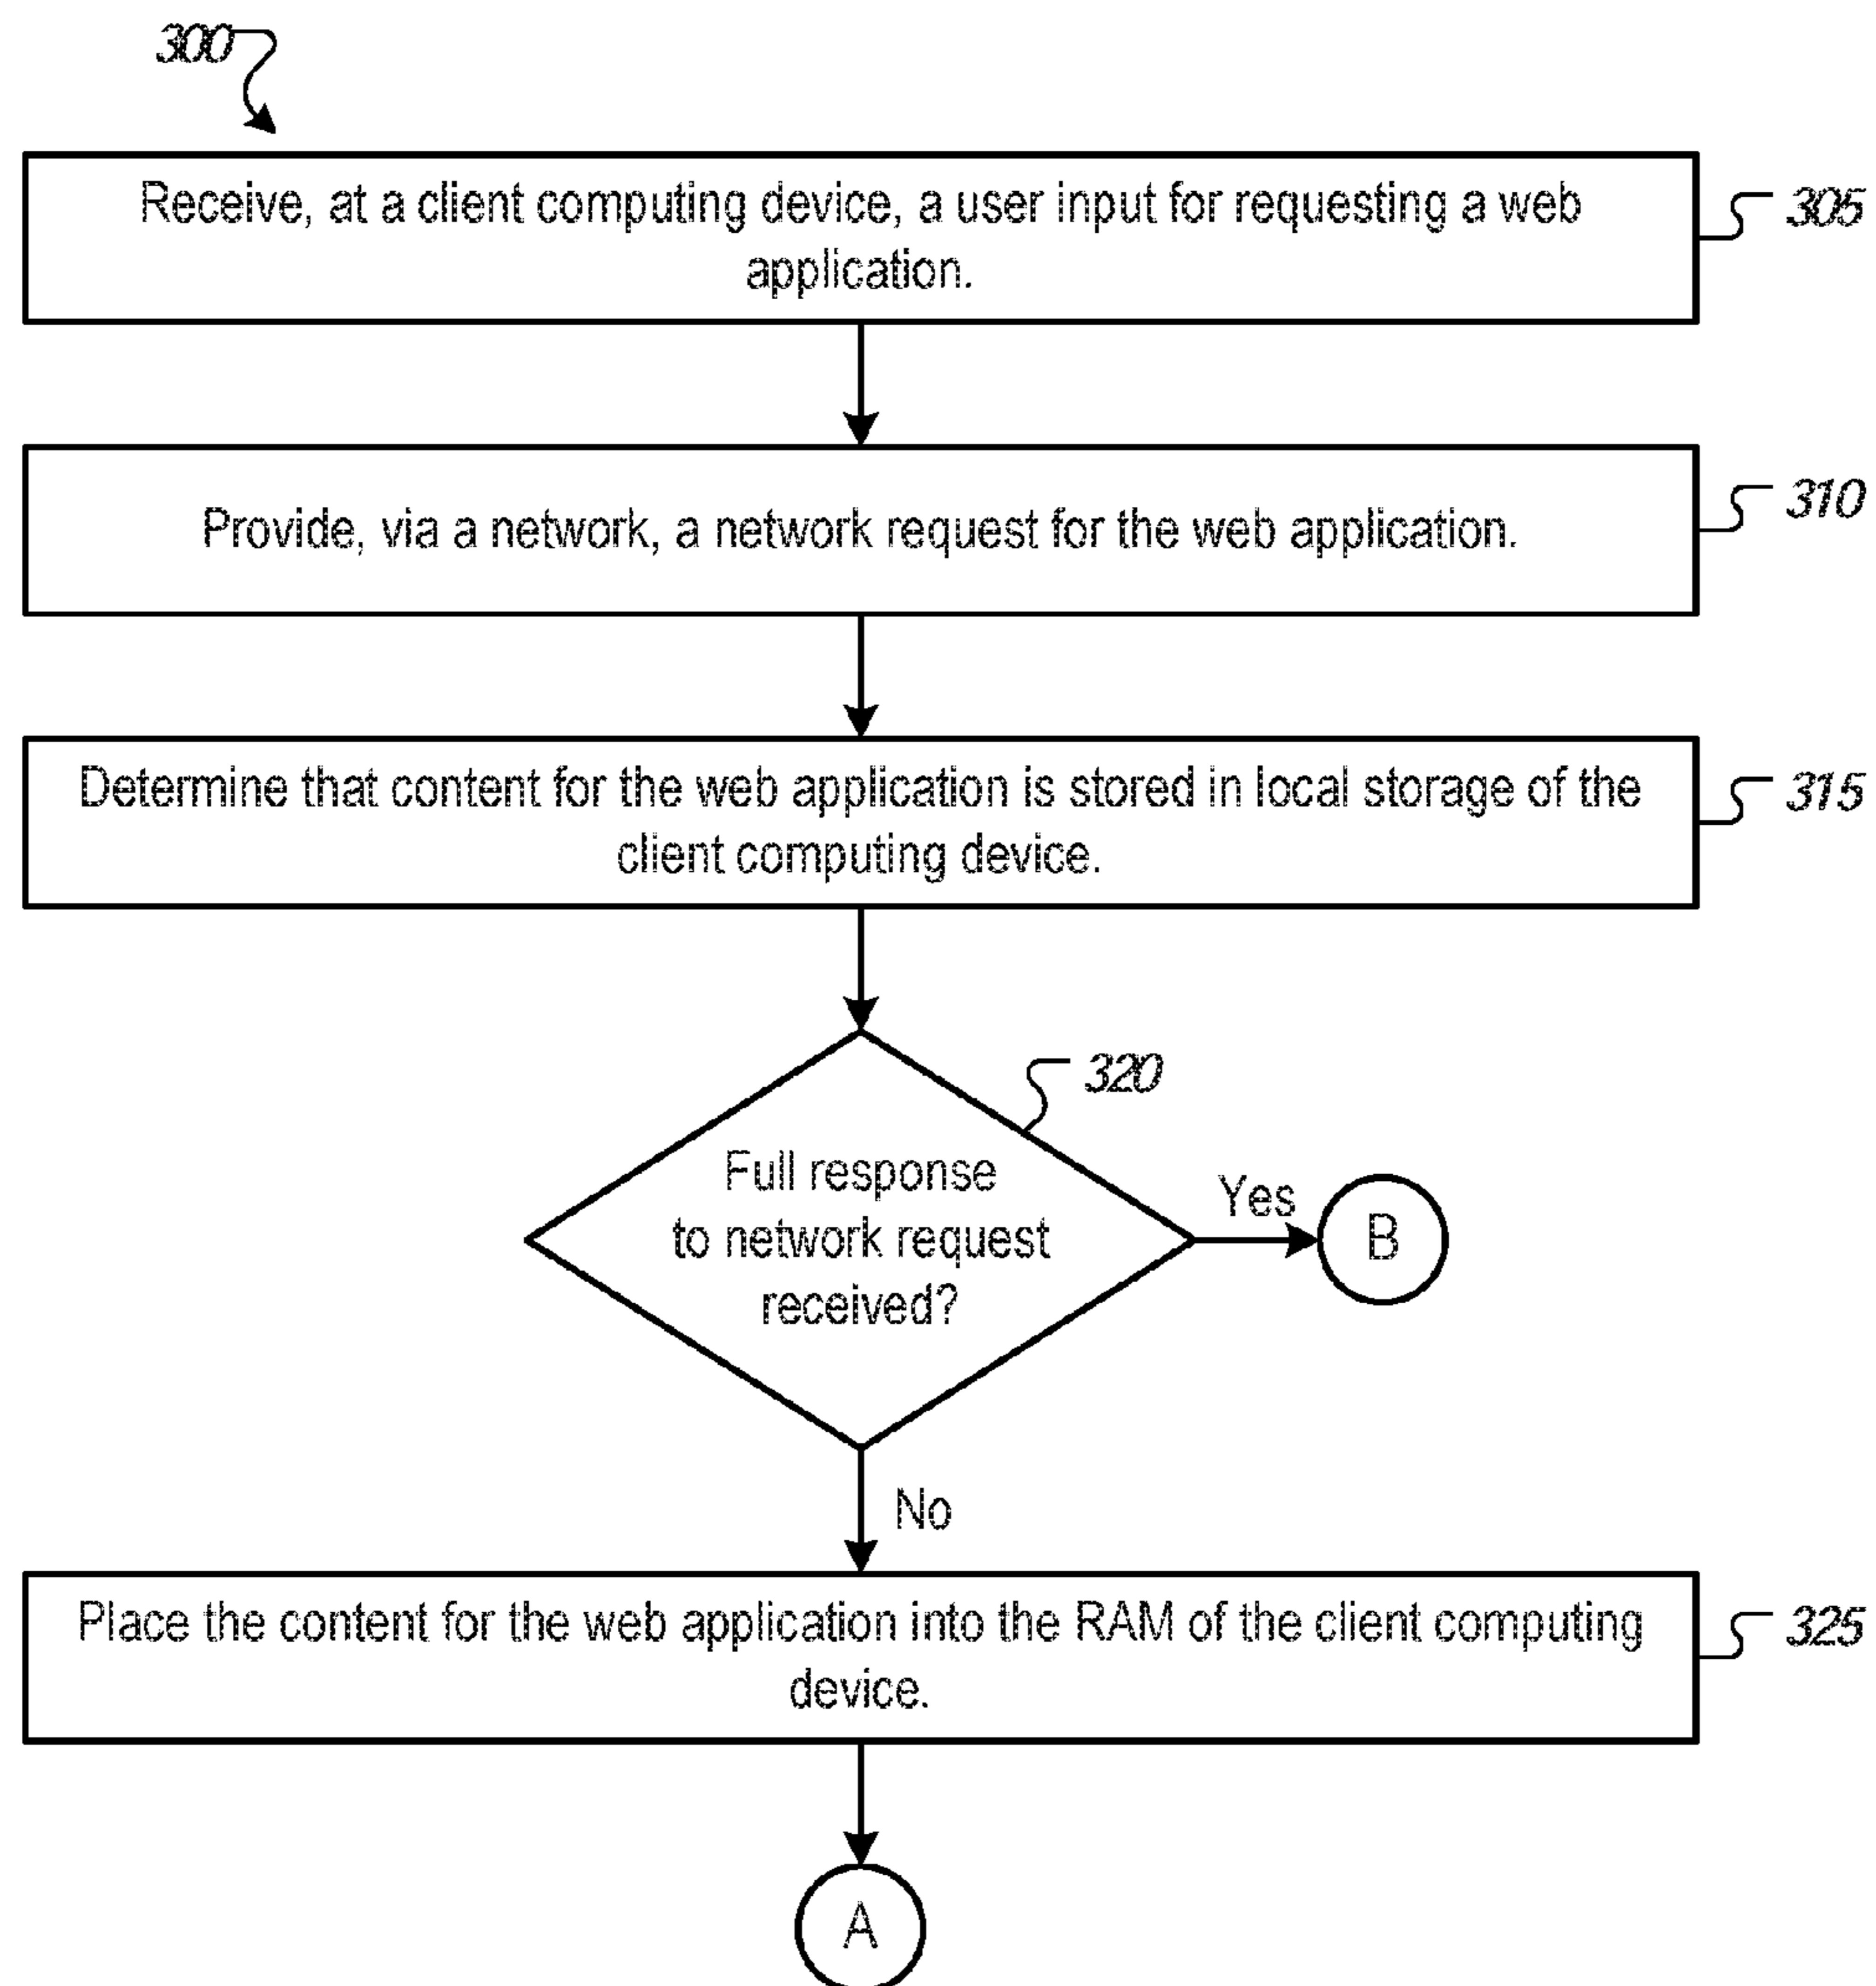 300
Receive, at a client computing device, a user input for requesting a web
application.
305
Provide, via a network, a network request for the web application.
310
Determine that content for the web application is stored in local storage of the
client computing device.
315
320
Full response
to network request
received?
Yes
B
No
Place the content for the web application into the RAM of the client computing
device.
325
A